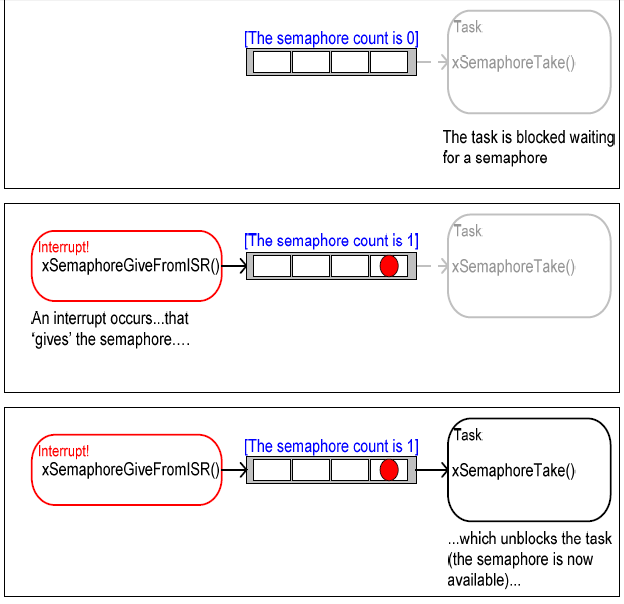 [The semaphore count is 0]
Task
xSemaphoreTake()
The task is blocked waiting
for a semaphore
[The semaphore count is 1]
Task
Interrupt!
xSemaphoreGiveFromISR()
xSemaphoreTake()
An interrupt occurs...that
‘gives’ the semaphore....
[The semaphore count is 1]
Task
Interrupt!
xSemaphoreGiveFromISR()
xSemaphoreTake()
...which unblocks the task
(the semaphore is now
available)...